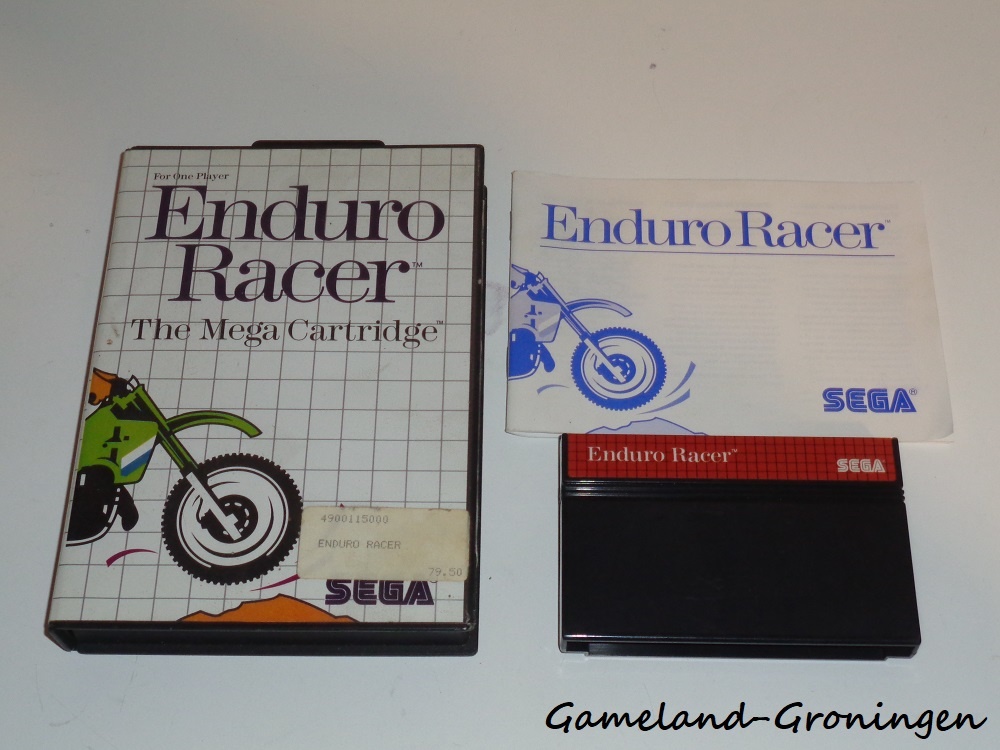 For One Player
Enduro
Racer™
The Mega Cartridge™
4900115000
ENDURO RACER
79.50
SEGA
Enduro Racer™
SEGA®
Enduro Racer™
SEGA
Gameland-Groningen